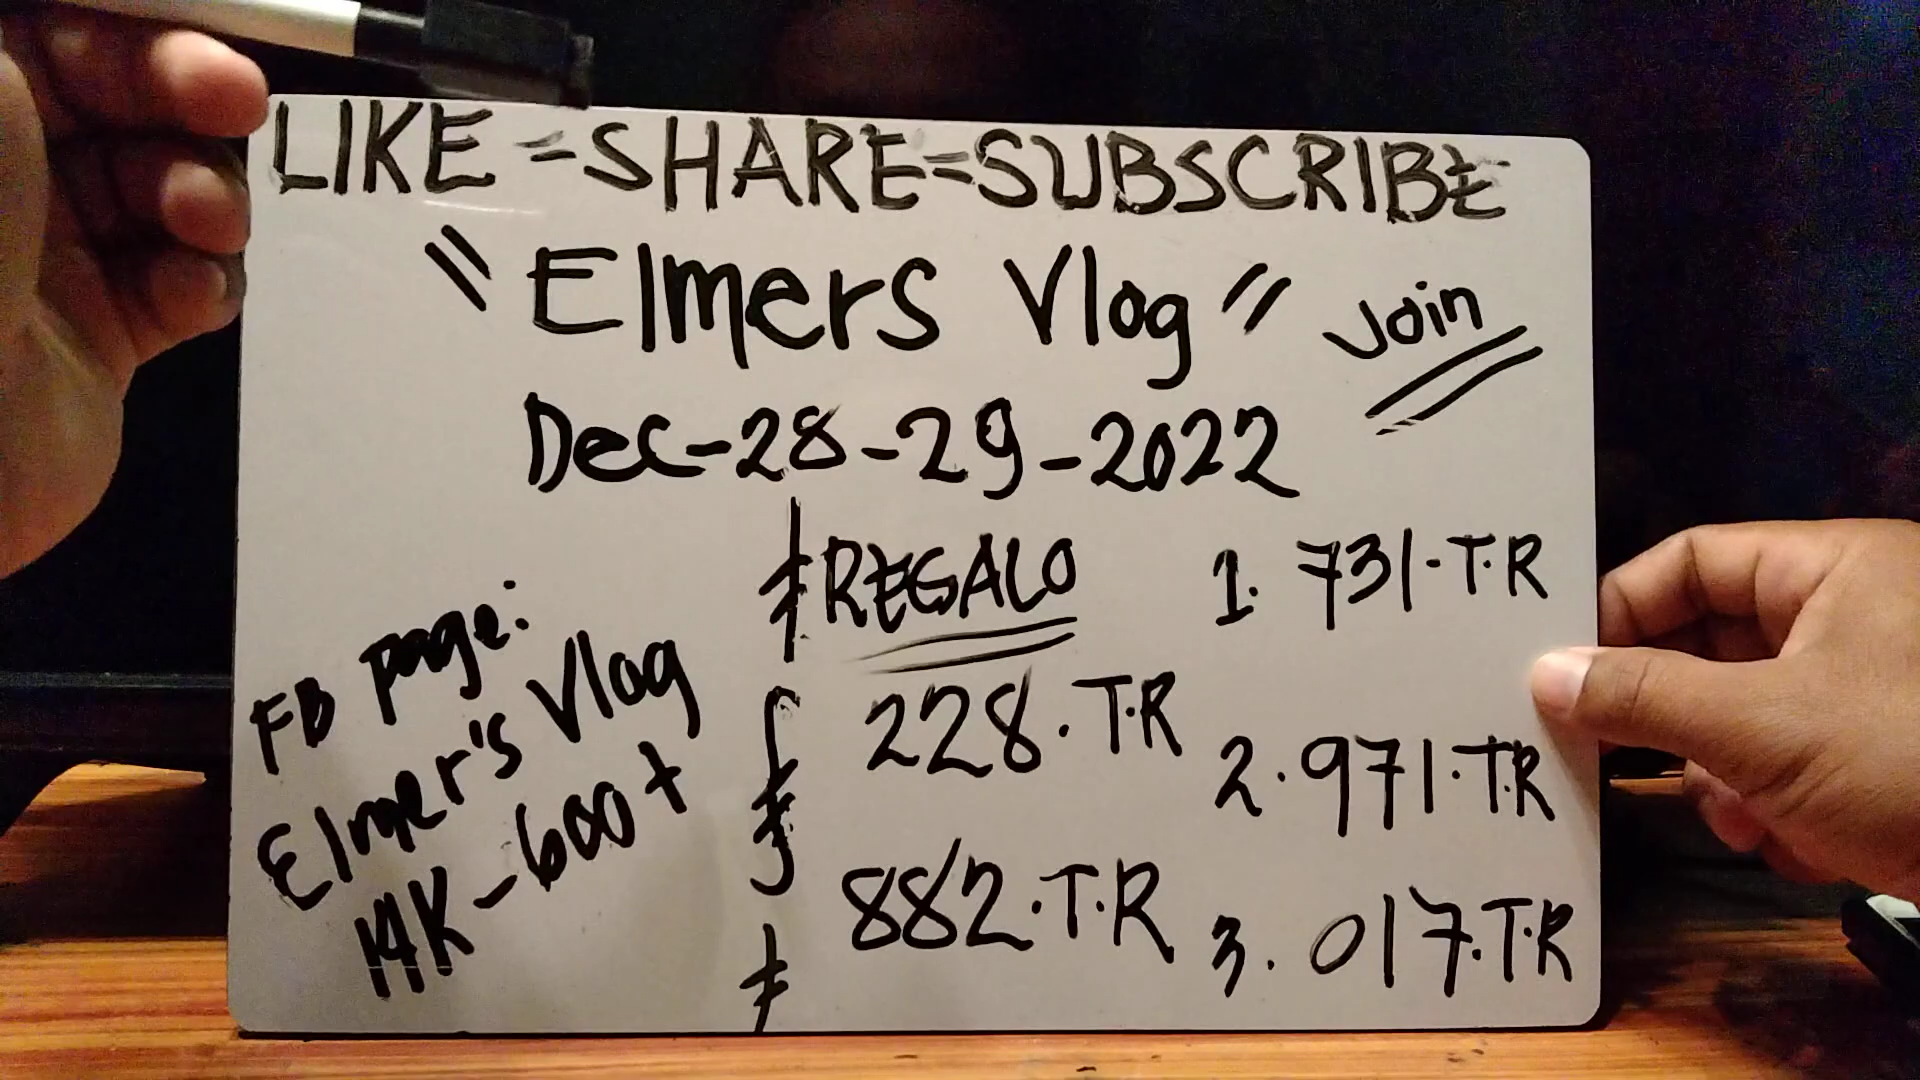 LIKE=SHARE=SUBSCRIBE
"Elmers Vlog"
Join
Dec-28-29-2022
FB page:
Elmer's Vlog
14K-600+
REGALO
228.T.R
882.T.R
1. 731.T.R
2. 971.T.R
3. 017.T.R